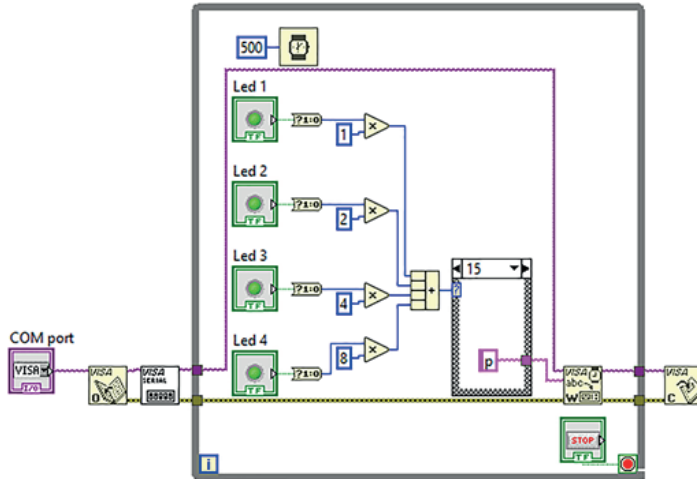 500
Led 1
TF
?1:0
×
1
Led 2
TF
?1:0
×
2
Led 3
TF
?1:0
×
4
+
15
?
Led 4
TF
?1:0
×
8
p
COM port
VISA
I/O
VISA
O
VISA
SERIAL
VISA
abc
W
VISA
C
STOP
TF
i